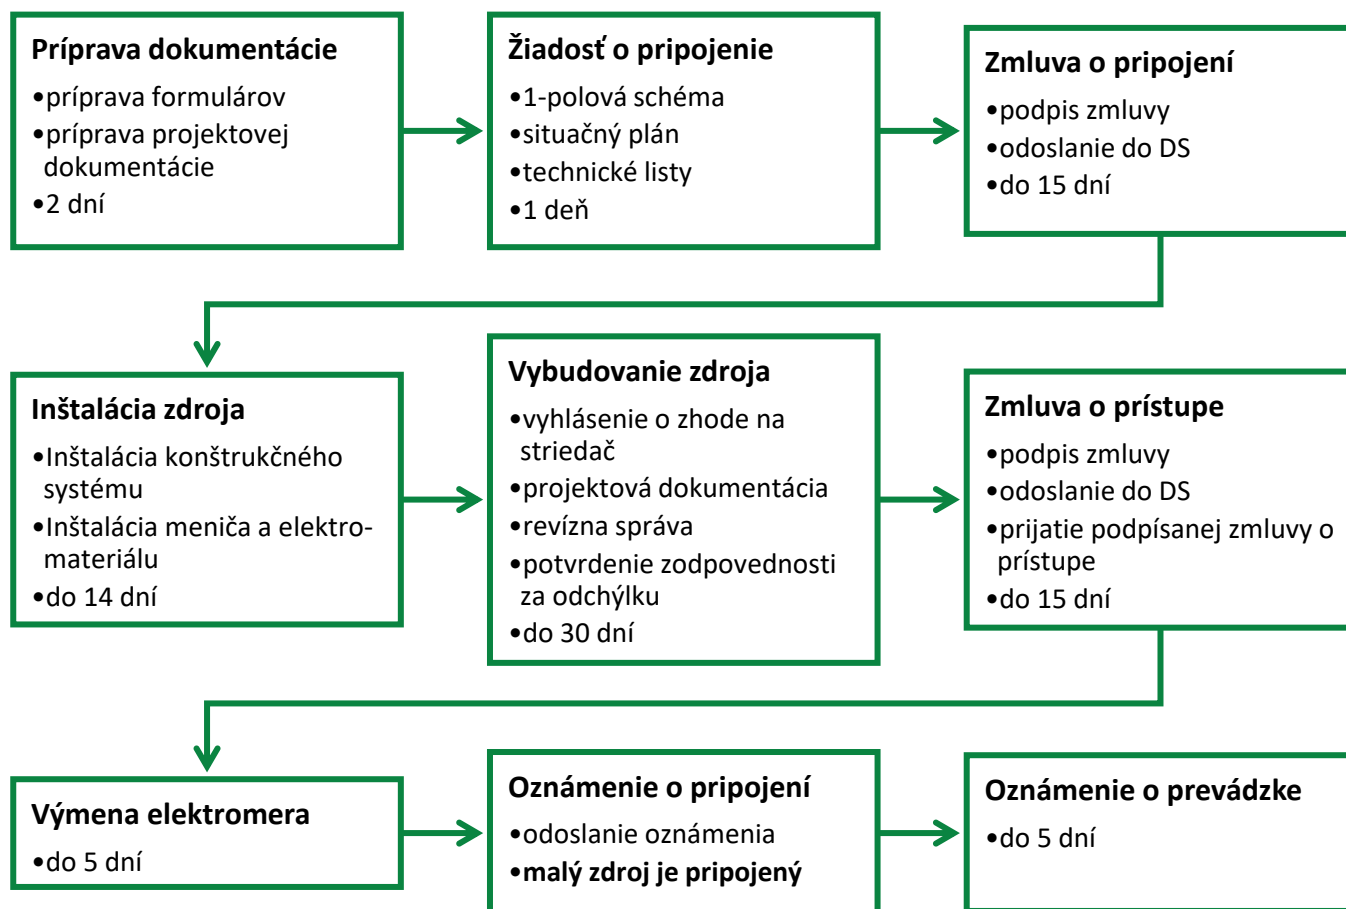 Príprava dokumentácie
•príprava formulárov
•príprava projektovej
dokumentácie
•2 dní
Žiadosť o pripojenie
•1-polová schéma
•situačný plán
•technické listy
•1 deň
Zmluva o pripojení
•podpis zmluvy
•odoslanie do DS
•do 15 dní
Inštalácia zdroja
•Inštalácia konštrukčného
systému
•Inštalácia meniča a elektro-
materiálu
•do 14 dní
Vybudovanie zdroja
•vyhlásenie o zhode na
striedač
•projektová dokumentácia
•revízna správa
•potvrdenie zodpovednosti
za odchýlku
•do 30 dní
Zmluva o prístupe
•podpis zmluvy
•odoslanie do DS
•prijatie podpísanej zmluvy o
prístupe
•do 15 dní
Výmena elektromera
•do 5 dní
Oznámenie o pripojení
•odoslanie oznámenia
•malý zdroj je pripojený
Oznámenie o prevádzke
•do 5 dní